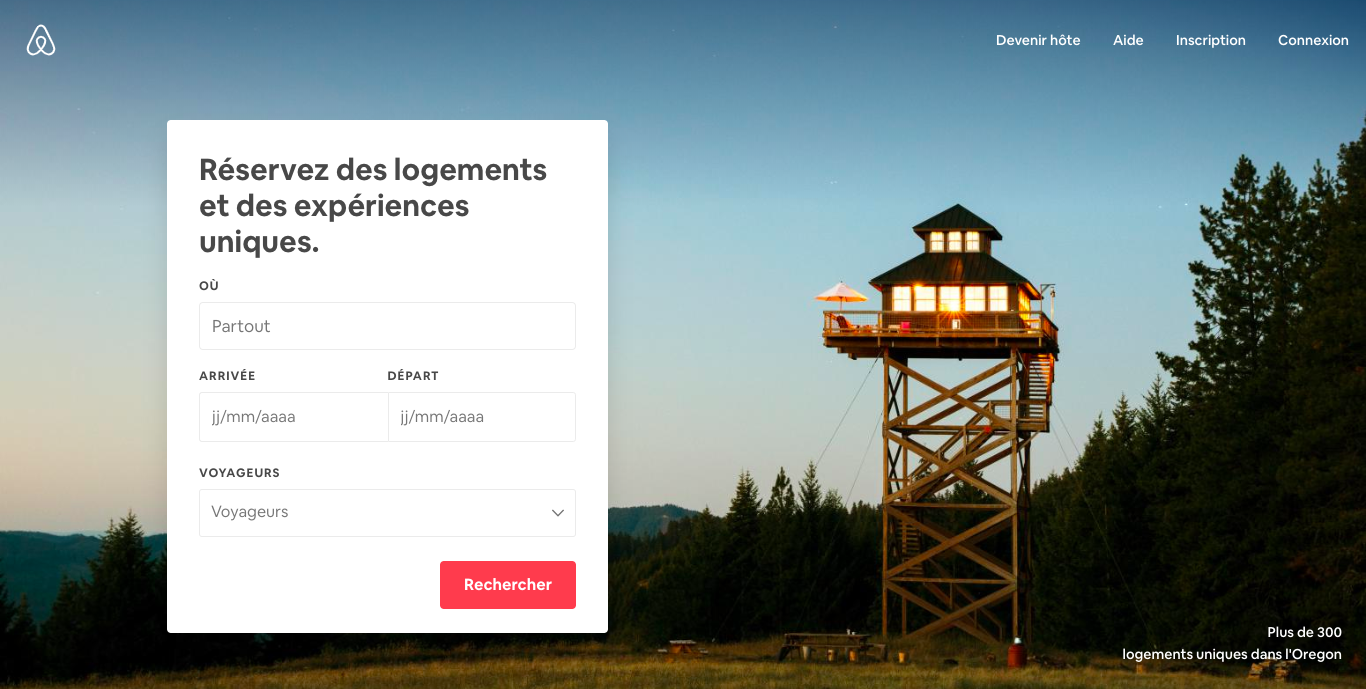 Devenir hôte
Aide
Inscription
Connexion
Réservez des logements
et des expériences
uniques.
OÙ
Partout
ARRIVÉE
DÉPART
jj/mm/aaaa
jj/mm/aaaa
VOYAGEURS
Voyageurs
Rechercher
Plus de 300
logements uniques dans l'Oregon